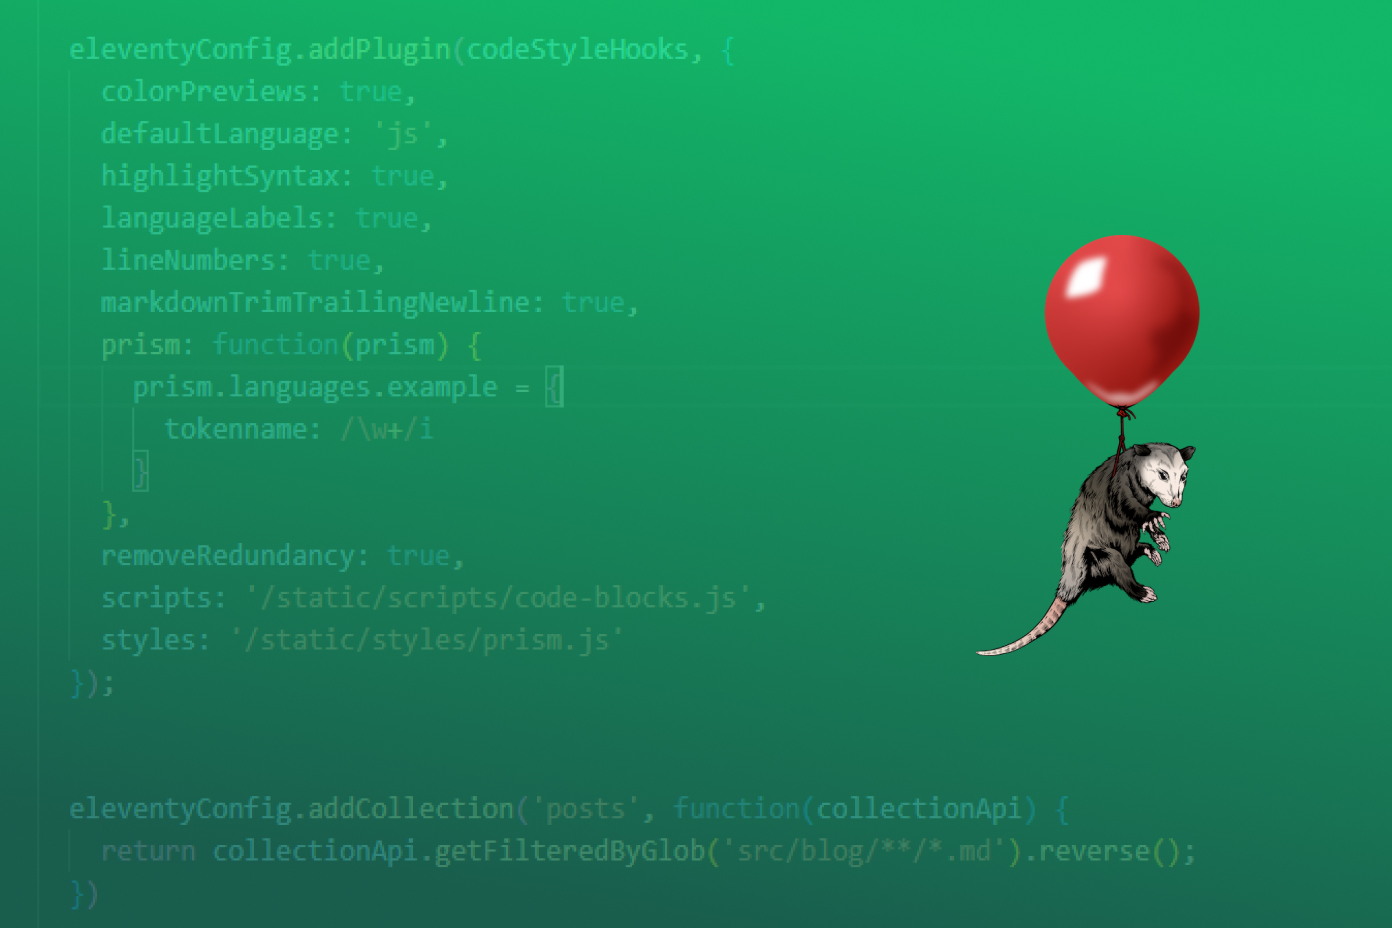 eleventyConfig.addPlugin(codeStyleHooks, {
colorPreviews: true,
defaultLanguage: 'js',
highlightSyntax: true,
languageLabels: true,
lineNumbers: true,
markdownTrimTrailingNewline: true,
prism: function(prism) {
prism.languages.example = {
tokenname: /\w+/i
}
},
removeRedundancy: true,
scripts: '/static/scripts/code-blocks.js',
styles: '/static/styles/prism.js'
});
eleventyConfig.addCollection('posts', function(collectionApi) {
return collectionApi.getFilteredByGlob('src/blog/**/*.md').reverse();
})